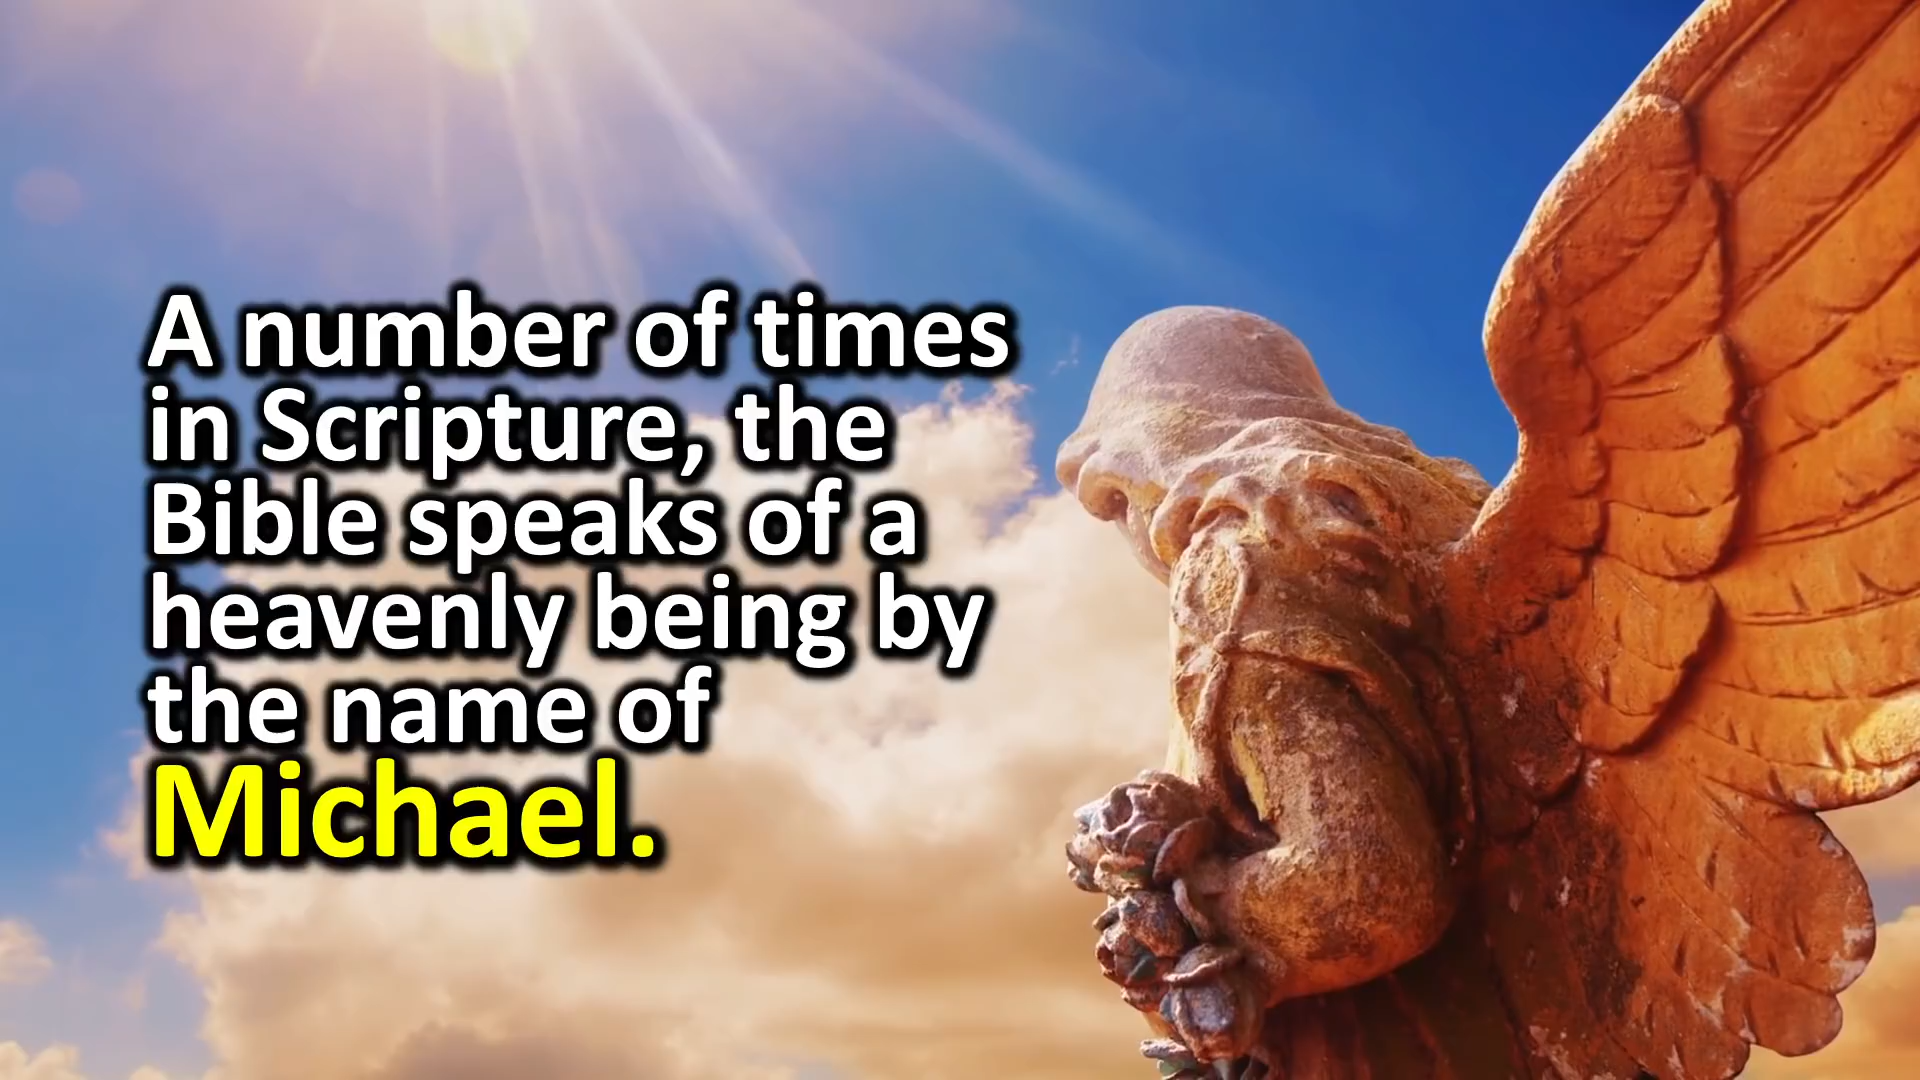 A number of times
in Scripture, the
Bible speaks of a
heavenly being by
the name of
Michael.